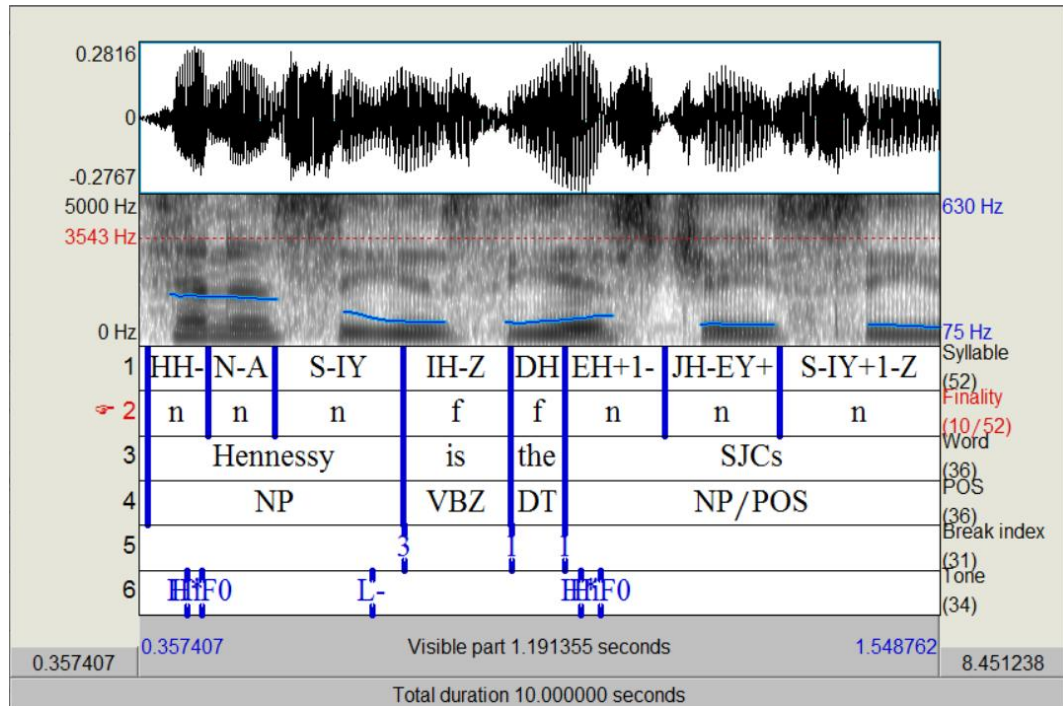 0.2816
0
-0.2767
5000 Hz 630 Hz
3543 Hz
0 Hz 75 Hz
1 HH- N-A S-IY IH-Z DH EH+1- JH-EY+ S-IY+1-Z Syllable (52)
2 n n n f f n n n Finality (10/52)
3 Hennessy is the SJCs Word (36)
4 NP VBZ DT NP/POS POS (36)
5 3 1 1 Break index (31)
6 HiF0 L- HiF0 Tone (34)
0.357407 Visible part 1.191355 seconds 1.548762
0.357407 8.451238
Total duration 10.000000 seconds